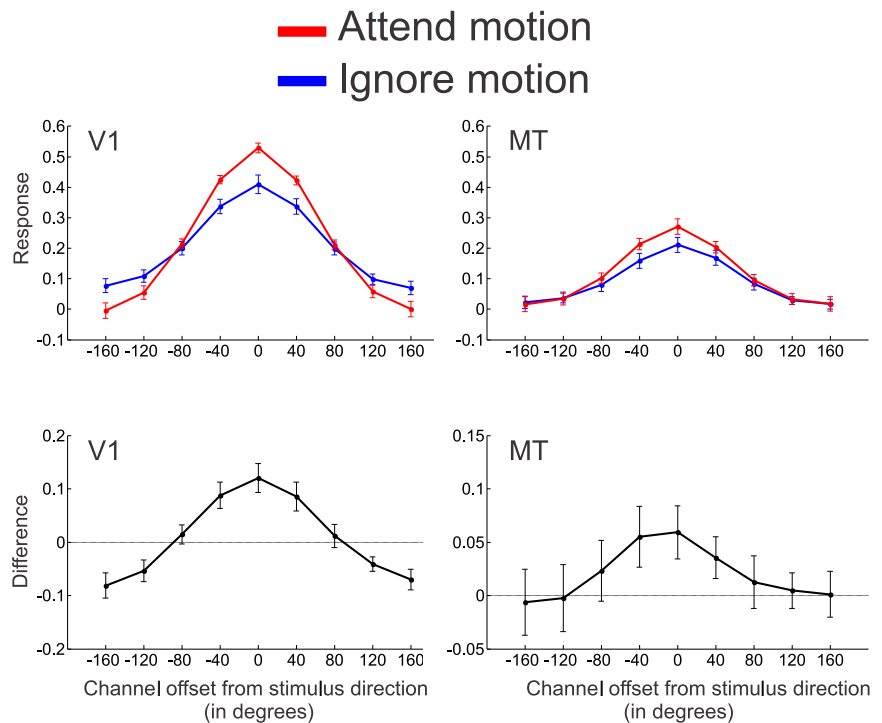 Attend motion
Ignore motion
V1
MT
Response
0.6
0.5
0.4
0.3
0.2
0.1
0
-0.1
-160 -120 -80 -40 0 40 80 120 160
0.6
0.5
0.4
0.3
0.2
0.1
0
-0.1
-160 -120 -80 -40 0 40 80 120 160
V1
MT
Difference
0.2
0.1
0
-0.1
-0.2
-160 -120 -80 -40 0 40 80 120 160
0.15
0.1
0.05
0
-0.05
-160 -120 -80 -40 0 40 80 120 160
Channel offset from stimulus direction
(in degrees)
Channel offset from stimulus direction
(in degrees)